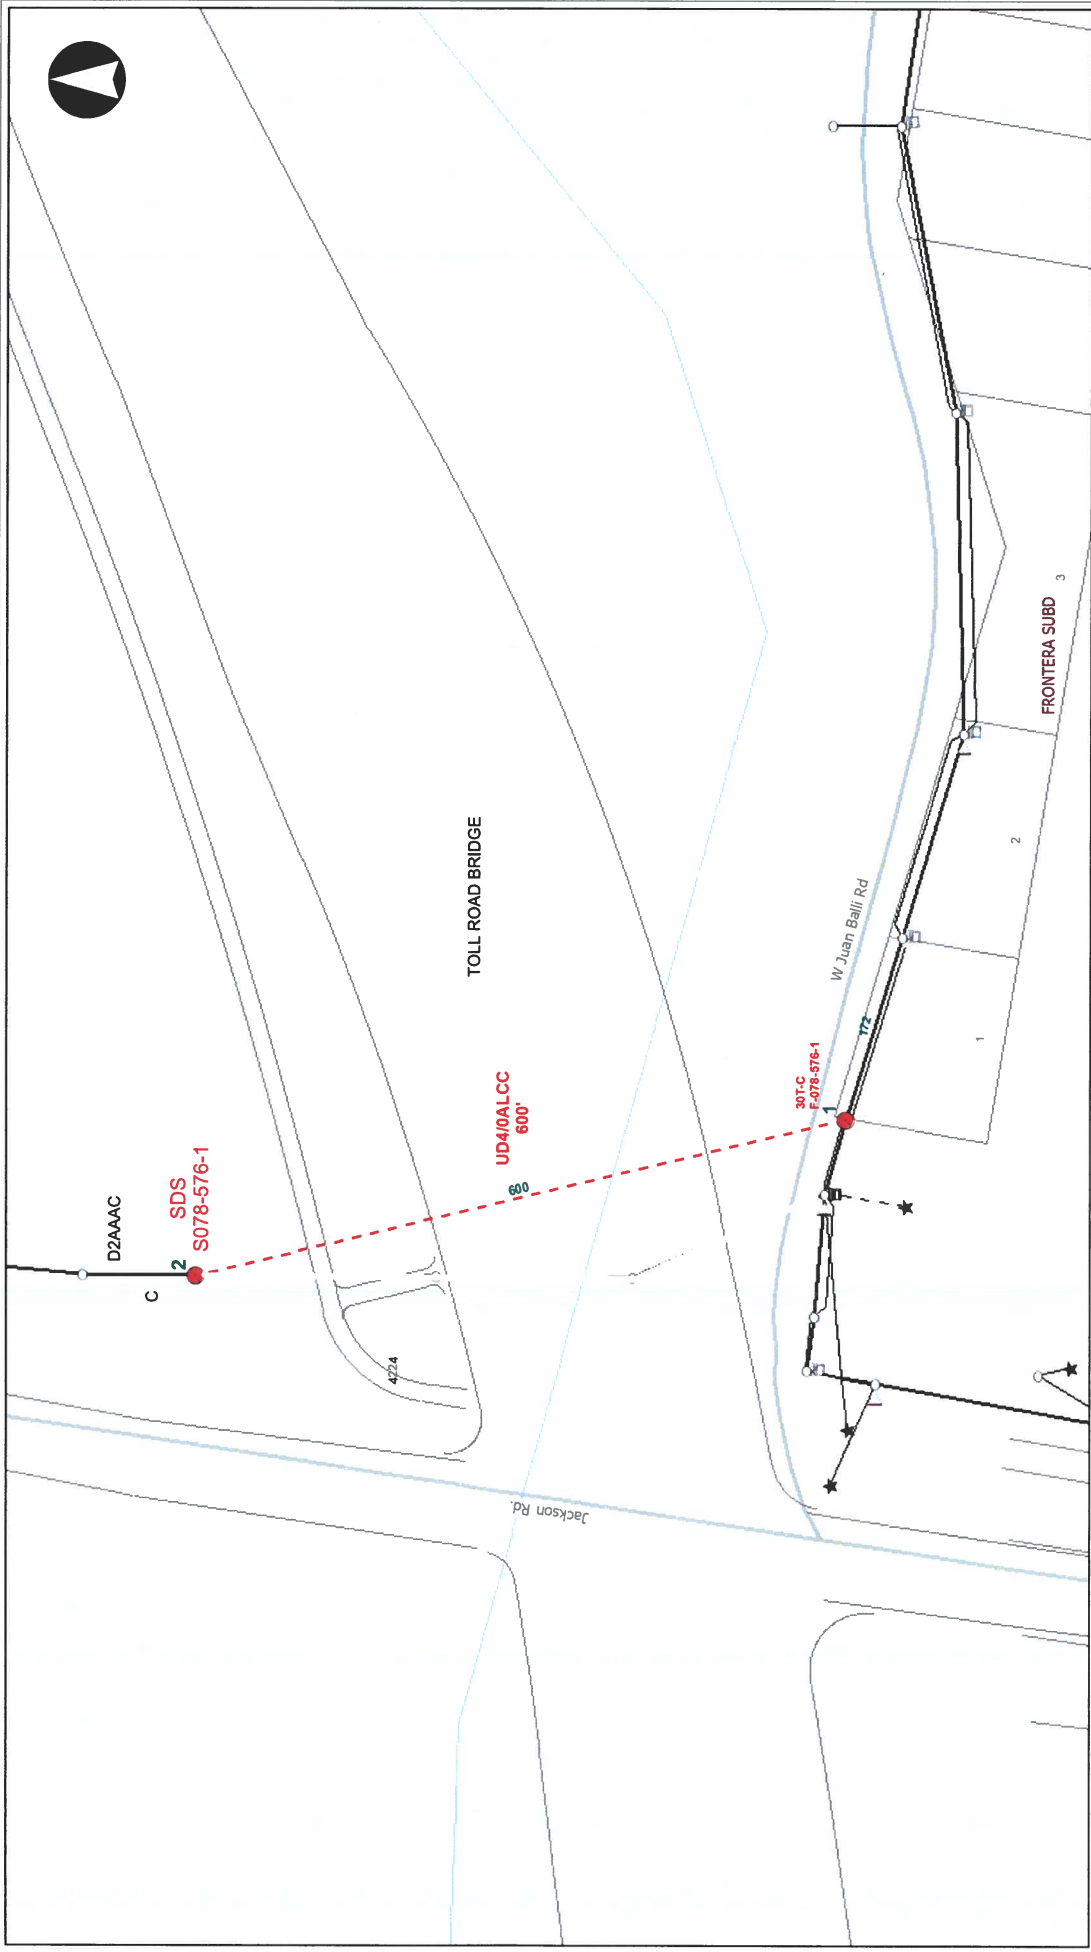 D2AAAC
C
SDS
S078-576-1
2
4224
TOLL ROAD BRIDGE
UD4/0ALCC
600'
600
Jackson Rd.
W Juan Balli Rd
30T-C
F-078-576-1
1
172
1
2
3
FRONTERA SUBD